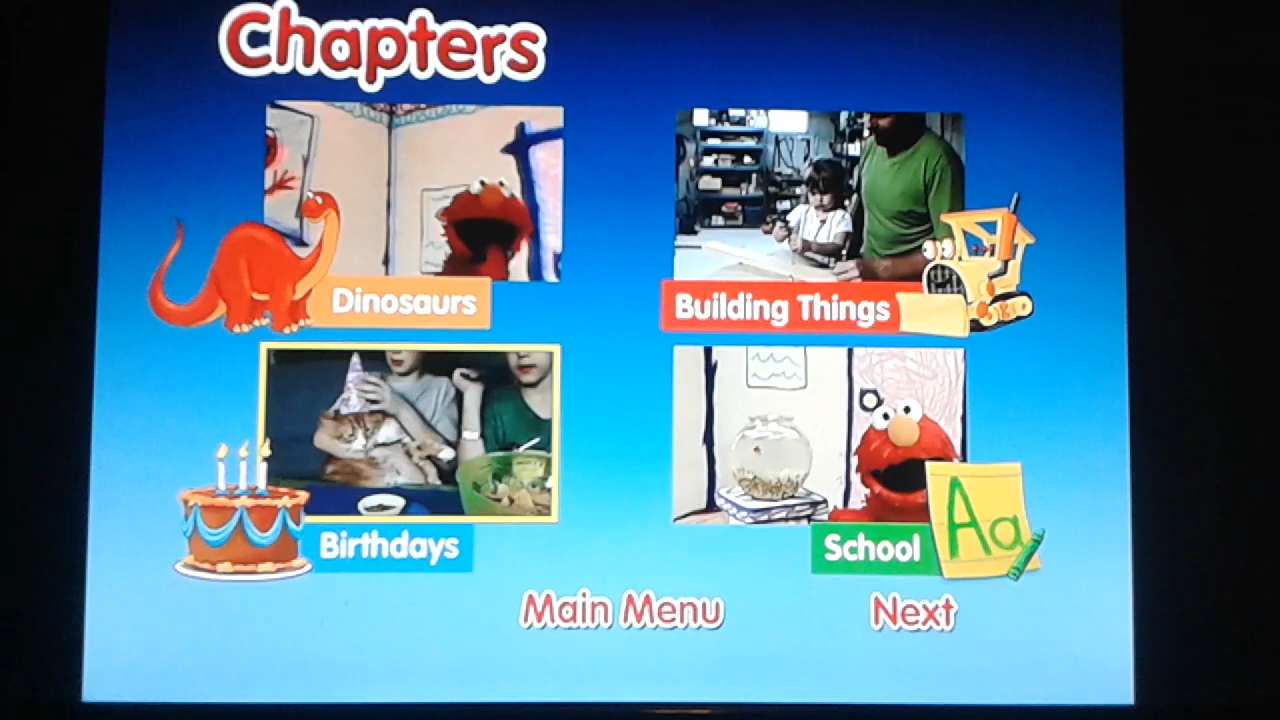 Chapters
Dinosaurs
Building Things
Birthdays
School
Aa
Main Menu
Next